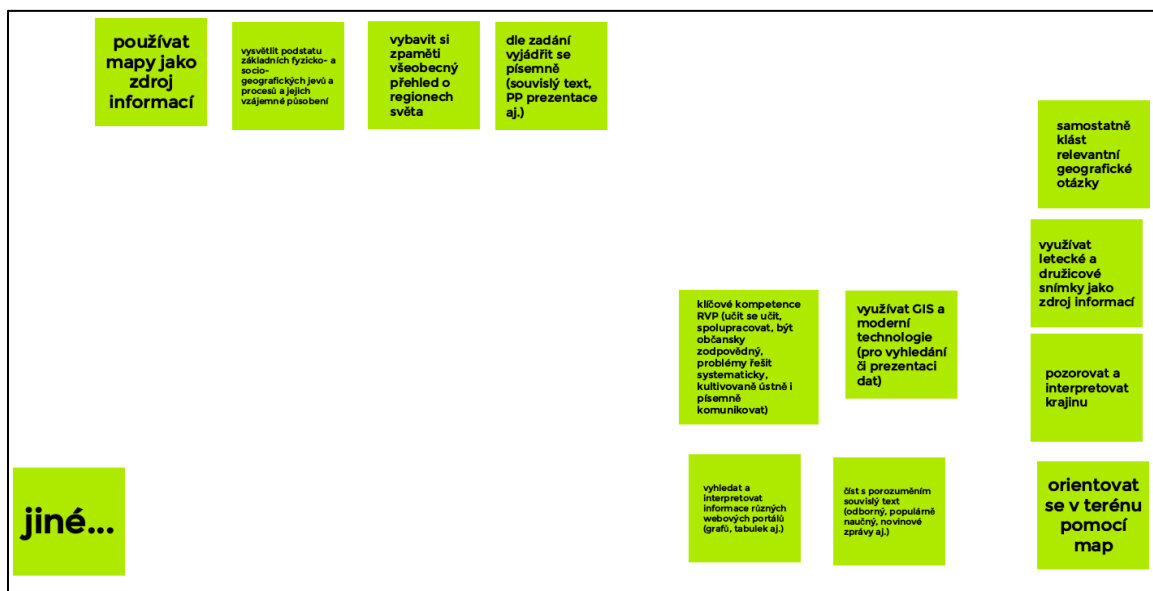 používat
mapy jako
zdroj
informací
vysvětlit podstatu
základních fyzicko- a
socio-
geografických jevů a
procesů a jejich
vzájemné působení
vybavit si
zpaměti
všeobecný
přehled o
regionech
světa
dle zadání
vyjádřit se
písemně
(souvislý text,
PP prezentace
aj.)
samostatně
klást
relevantní
geografické
otázky
využívat
letecké a
družicové
snímky jako
zdroj informací
klíčové kompetence
RVP (učit se učit,
spolupracovat, být
občansky
zodpovědný,
problémy řešit
systematicky,
kultivovaně ústně i
písemně
komunikovat)
využívat GIS a
moderní
technologie
(pro vyhledání
či prezentaci
dat)
pozorovat a
interpretovat
krajinu
jiné...
vyhledat a
interpretovat
informace různých
webových portálů
(grafů, tabulek aj.)
číst s porozuměním
souvislý text
(odborný, populárně
naučný, novinové
zprávy aj.)
orientovat
se v terénu
pomocí
map